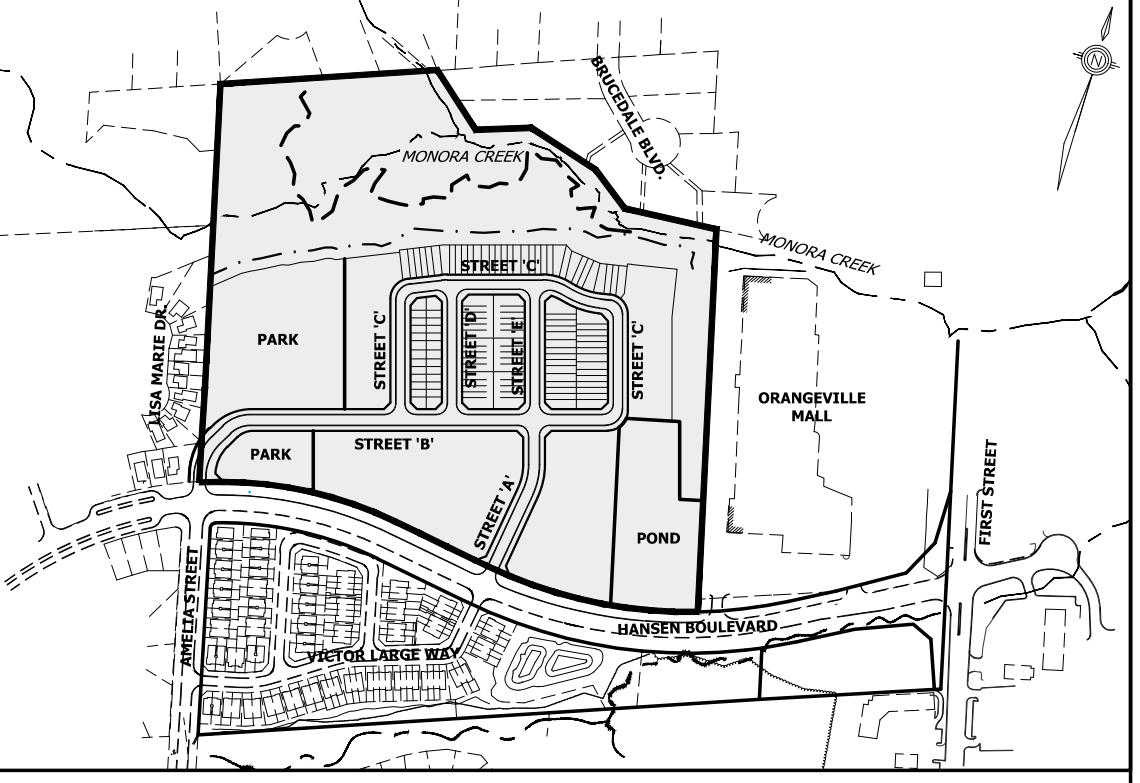 N
BRUCEDALE BLVD.
MONORA CREEK
MONORA CREEK
STREET 'C'
LISA MARIE DR.
PARK
STREET 'C'
STREET 'D'
STREET 'E'
STREET 'C'
ORANGEVILLE
MALL
STREET 'B'
PARK
STREET 'A'
FIRST STREET
POND
AMELIA STREET
HANSEN BOULEVARD
VICTOR LARGE WAY